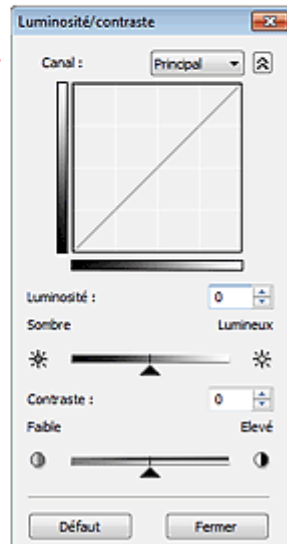 Luminosité/contraste
Canal : Principal
Luminosité : 0
Sombre Lumineux
Contraste : 0
Faible Elevé
Défaut Fermer